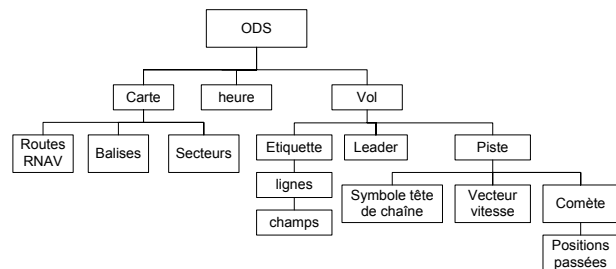 ODS
Carte
heure
Vol
Routes
RNAV
Balises
Secteurs
Etiquette
Leader
Piste
lignes
champs
Symbole tête
de chaîne
Vecteur
vitesse
Comète
Positions
passées